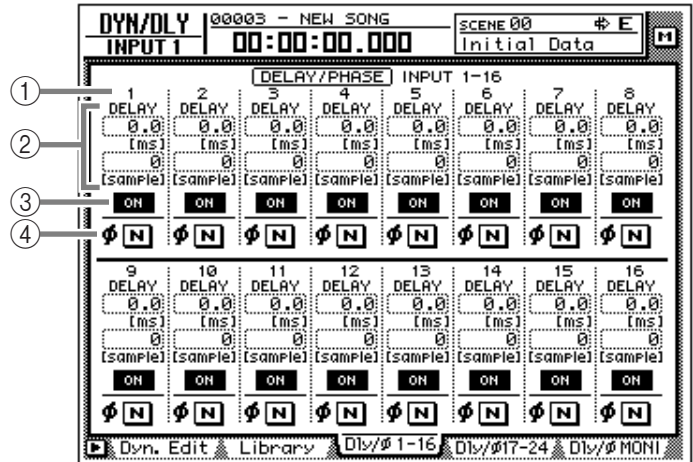 DYN/DLY 00003 - NEW SONG SCENE 00 E M
INPUT 1 00:00:00.000 Initial Data
DELAY/PHASE INPUT 1-16
① 1 2 3 4 5 6 7 8
DELAY DELAY DELAY DELAY DELAY DELAY DELAY DELAY
② 0.0 0.0 0.0 0.0 0.0 0.0 0.0 0.0
[ms] [ms] [ms] [ms] [ms] [ms] [ms] [ms]
0 0 0 0 0 0 0 0
[sample] [sample] [sample] [sample] [sample] [sample] [sample] [sample]
③ ON ON ON ON ON ON ON ON
④ ø N ø N ø N ø N ø N ø N ø N ø N
9 10 11 12 13 14 15 16
DELAY DELAY DELAY DELAY DELAY DELAY DELAY DELAY
0.0 0.0 0.0 0.0 0.0 0.0 0.0 0.0
[ms] [ms] [ms] [ms] [ms] [ms] [ms] [ms]
0 0 0 0 0 0 0 0
[sample] [sample] [sample] [sample] [sample] [sample] [sample] [sample]
ON ON ON ON ON ON ON ON
ø N ø N ø N ø N ø N ø N ø N ø N
Dyn. Edit Library Dly/ø 1-16 Dly/ø17-24 Dly/ø MONI